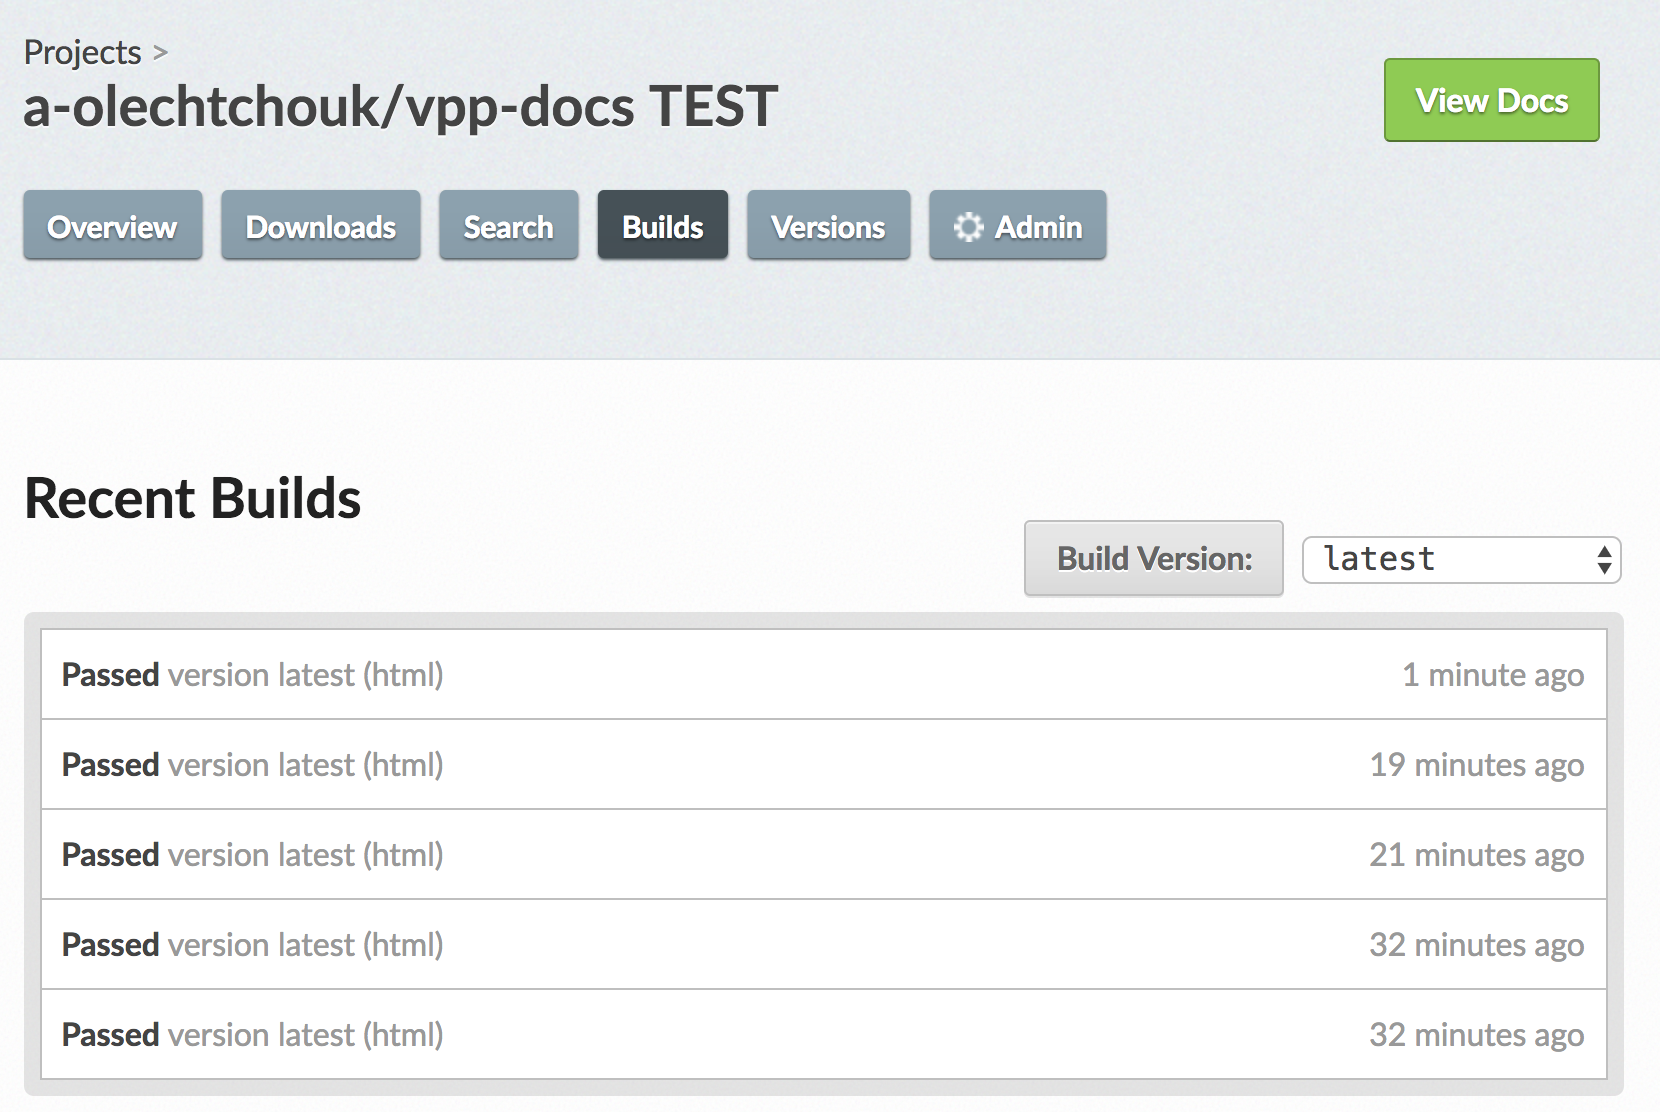 Projects >
a-olechtchouk/vpp-docs TEST
View Docs
Overview Downloads Search Builds Versions Admin
Recent Builds
Build Version: latest
Passed version latest (html) 1 minute ago
Passed version latest (html) 19 minutes ago
Passed version latest (html) 21 minutes ago
Passed version latest (html) 32 minutes ago
Passed version latest (html) 32 minutes ago